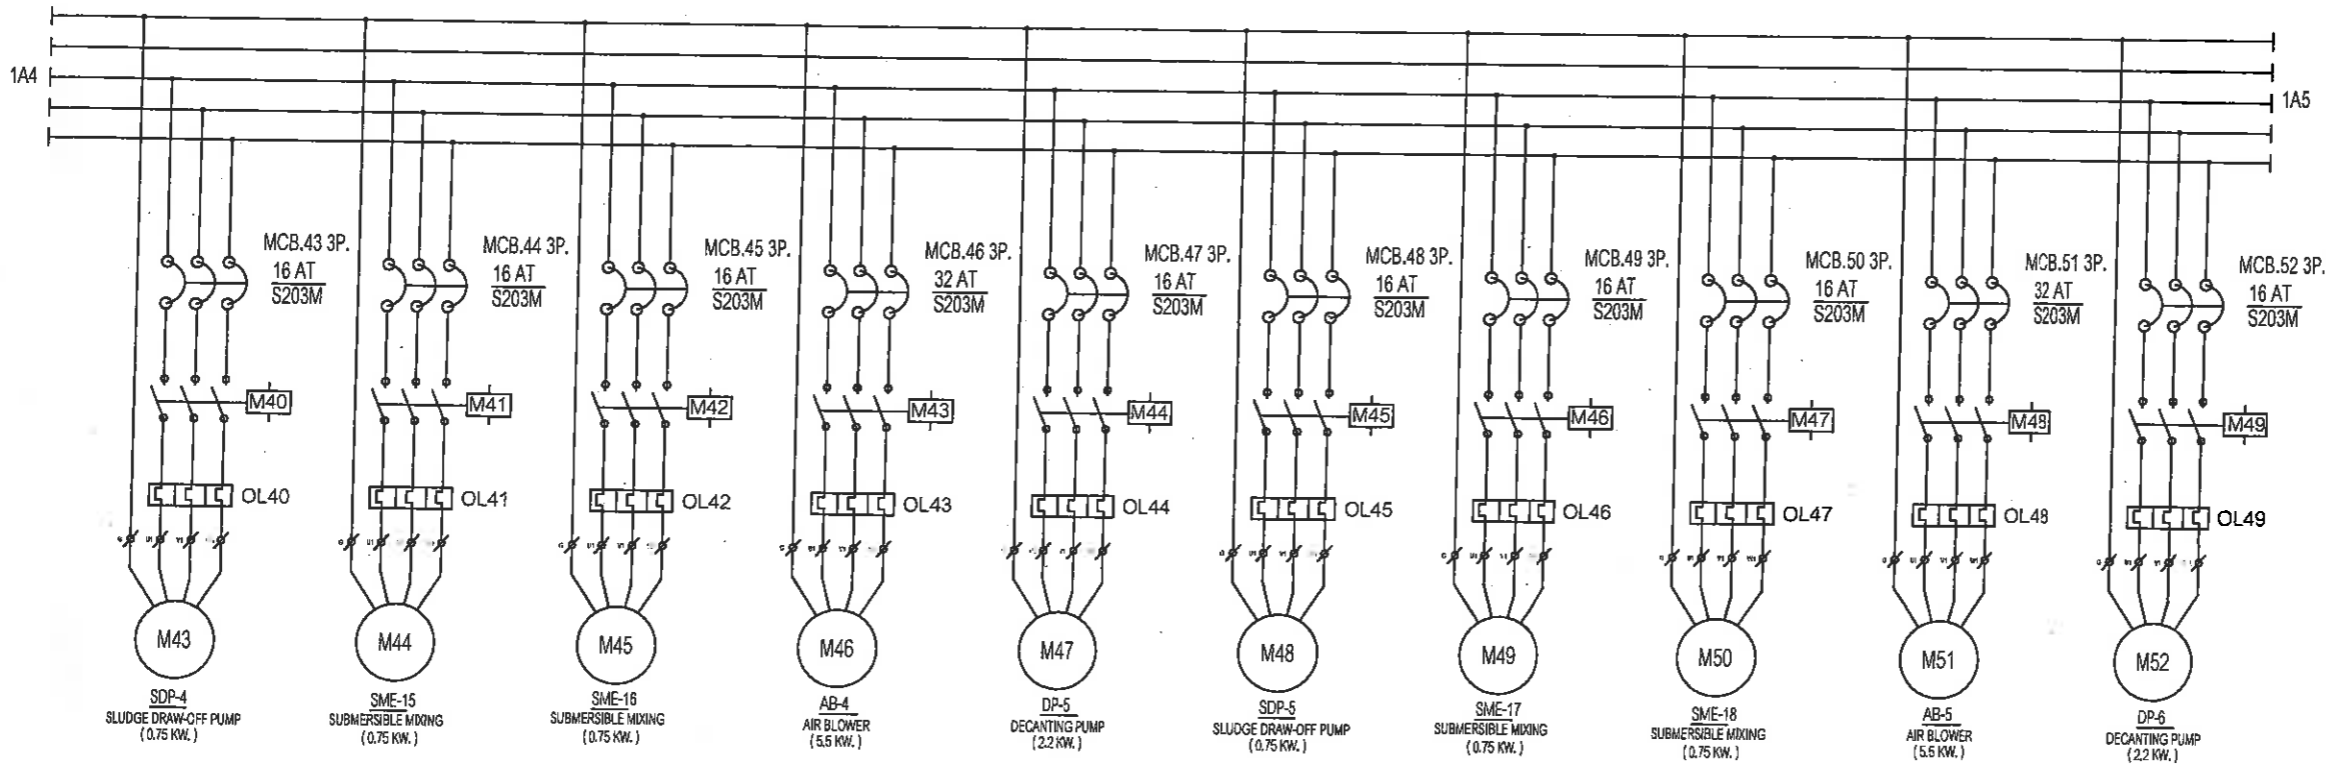 1A4
1A5
MCB.43 3P.
16 AT
S203M
MCB.44 3P.
16 AT
S203M
MCB.45 3P.
16 AT
S203M
MCB.46 3P.
32 AT
S203M
MCB.47 3P.
16 AT
S203M
MCB.48 3P.
16 AT
S203M
MCB.49 3P.
16 AT
S203M
MCB.50 3P.
16 AT
S203M
MCB.51 3P.
32 AT
S203M
MCB.52 3P.
16 AT
S203M
M40
M41
M42
M43
M44
M45
M46
M47
M48
M49
OL40
OL41
OL42
OL43
OL44
OL45
OL46
OL47
OL48
OL49
M43
M44
M45
M46
M47
M48
M49
M50
M51
M52
SDP-4
SLUDGE DRAW-OFF PUMP
(0.75 KW.)
SME-15
SUBMERSIBLE MIXING
(0.75 KW.)
SME-16
SUBMERSIBLE MIXING
(0.75 KW.)
AB-4
AIR BLOWER
(5.5 KW.)
DP-5
DECANTING PUMP
(2.2 KW.)
SDP-5
SLUDGE DRAW-OFF PUMP
(0.75 KW.)
SME-17
SUBMERSIBLE MIXING
(0.75 KW.)
SME-18
SUBMERSIBLE MIXING
(0.75 KW.)
AB-5
AIR BLOWER
(5.5 KW.)
DP-6
DECANTING PUMP
(2.2 KW.)